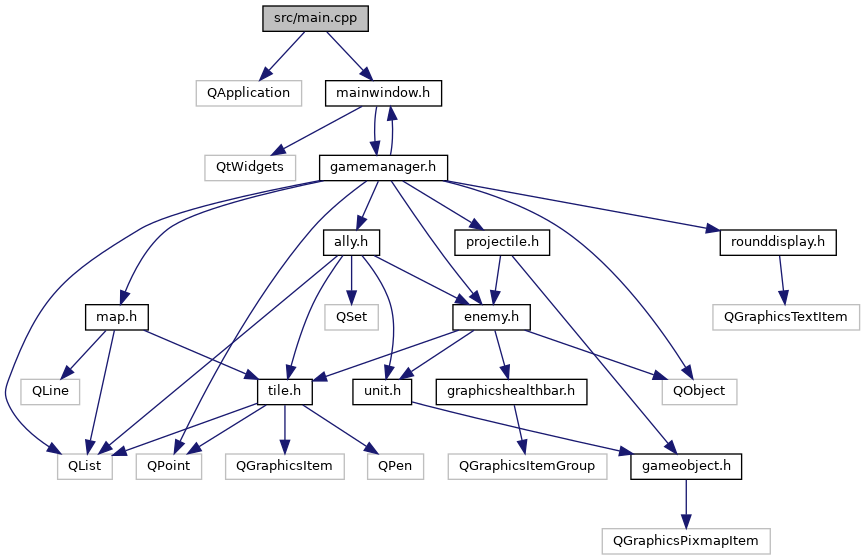 src/main.cpp
QApplication
mainwindow.h
QtWidgets
gamemanager.h
ally.h
projectile.h
rounddisplay.h
map.h
QSet
enemy.h
QGraphicsTextItem
QLine
tile.h
unit.h
graphicshealthbar.h
QObject
QList
QPoint
QGraphicsItem
QPen
QGraphicsItemGroup
gameobject.h
QGraphicsPixmapItem